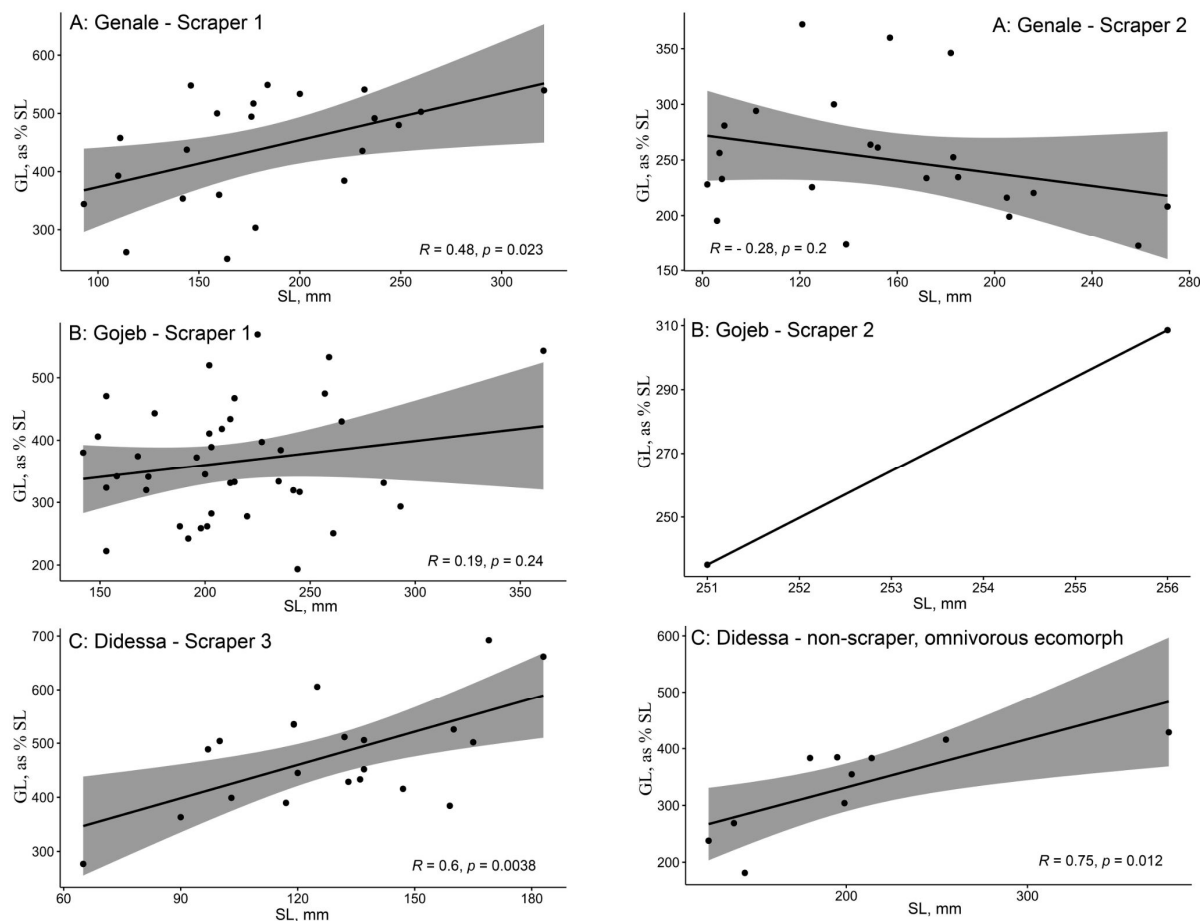 A: Genale - Scraper 1
GL, as % SL
600
500
400
300
R = 0.48, p = 0.023
100
150
200
250
300
SL, mm
A: Genale - Scraper 2
GL, as % SL
350
300
250
200
150
R = - 0.28, p = 0.2
80
120
160
200
240
280
SL, mm
B: Gojeb - Scraper 1
GL, as % SL
500
400
300
200
R = 0.19, p = 0.24
150
200
250
300
350
SL, mm
B: Gojeb - Scraper 2
GL, as % SL
310
290
270
250
251
252
253
254
255
256
SL, mm
C: Didessa - Scraper 3
GL, as % SL
700
600
500
400
300
R = 0.6, p = 0.0038
60
90
120
150
180
SL, mm
C: Didessa - non-scraper, omnivorous ecomorph
GL, as % SL
600
500
400
300
200
R = 0.75, p = 0.012
200
300
SL, mm